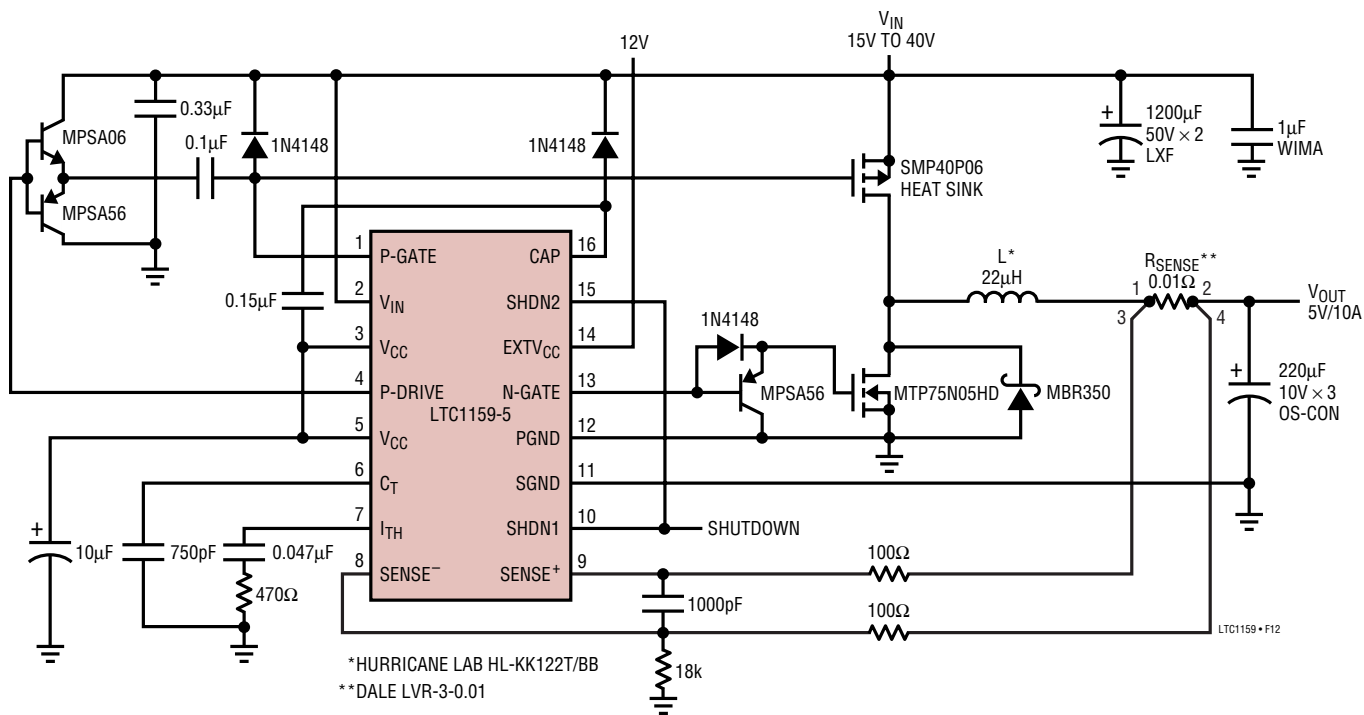 V_IN
15V TO 40V
12V
MPSA06
MPSA56
0.33µF
0.1µF
1N4148
1N4148
SMP40P06
HEAT SINK
+
1200µF
50V × 2
LXF
1µF
WIMA
0.15µF
1
P-GATE
2
V_IN
3
V_CC
4
P-DRIVE
5
V_CC
6
C_T
7
I_TH
8
SENSE⁻
LTC1159-5
CAP
16
SHDN2
15
EXTV_CC
14
N-GATE
13
PGND
12
SGND
11
SHDN1
10
SENSE⁺
9
1N4148
MPSA56
MTP75N05HD
MBR350
L*
22µH
R_SENSE**
0.01Ω
1
2
3
4
V_OUT
5V/10A
+
220µF
10V × 3
OS-CON
SHUTDOWN
+
10µF
750pF
0.047µF
470Ω
1000pF
100Ω
100Ω
18k
LTC1159 • F12
*HURRICANE LAB HL-KK122T/BB
**DALE LVR-3-0.01